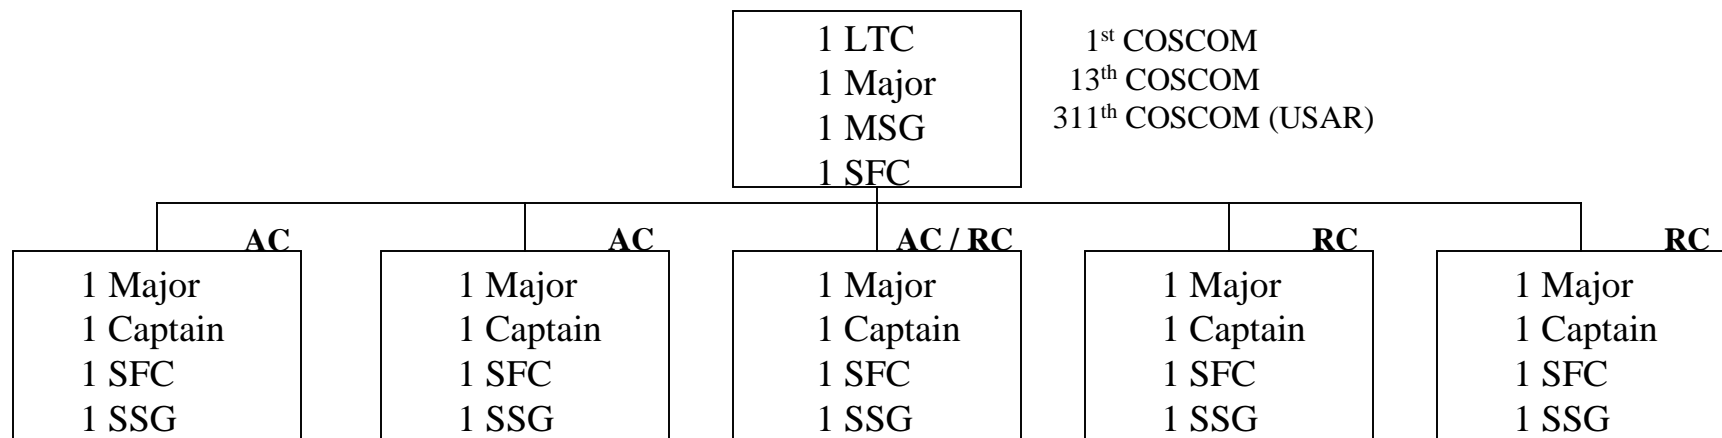 1 LTC
1 Major
1 MSG
1 SFC
1st COSCOM
13th COSCOM
311th COSCOM (USAR)
AC
1 Major
1 Captain
1 SFC
1 SSG
AC
1 Major
1 Captain
1 SFC
1 SSG
AC / RC
1 Major
1 Captain
1 SFC
1 SSG
RC
1 Major
1 Captain
1 SFC
1 SSG
RC
1 Major
1 Captain
1 SFC
1 SSG